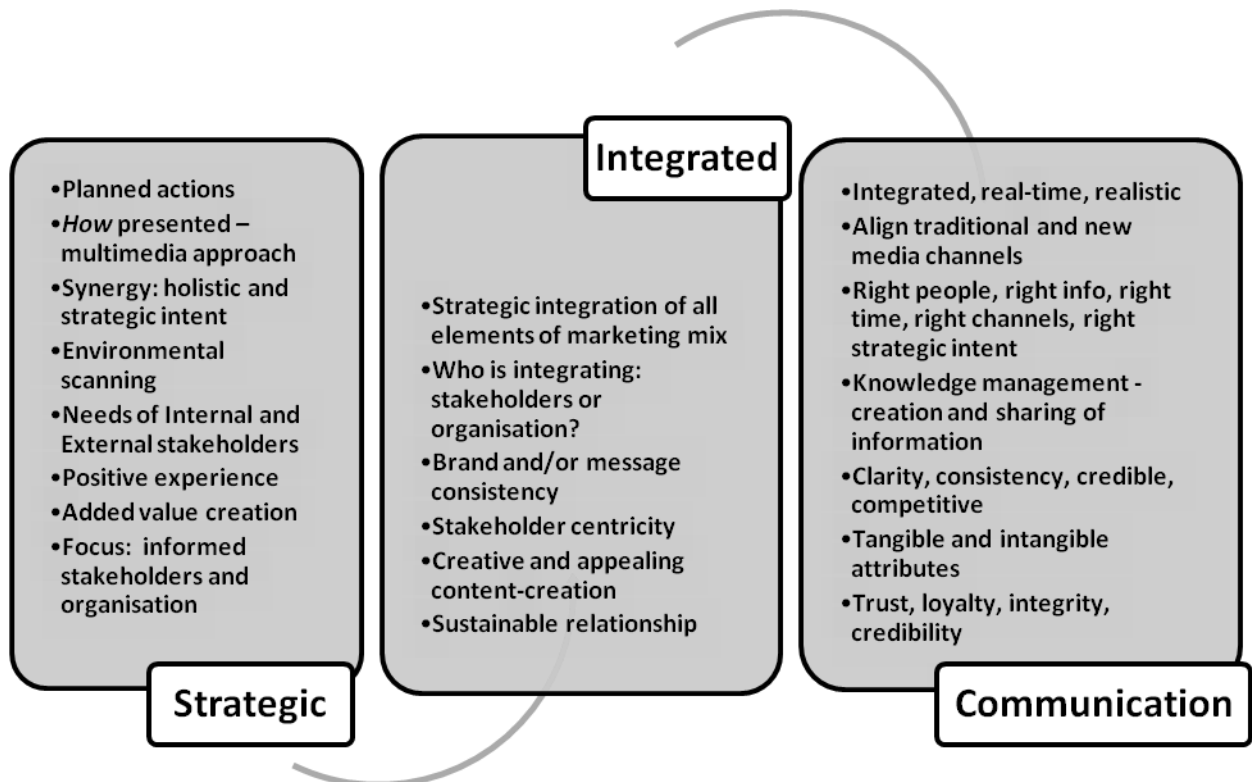 •Planned actions
•How presented –
multimedia approach
•Synergy: holistic and
strategic intent
•Environmental
scanning
•Needs of Internal and
External stakeholders
•Positive experience
•Added value creation
•Focus:  informed
stakeholders and
organisation
Strategic
Integrated
•Strategic integration of all
elements of marketing mix
•Who is integrating:
stakeholders or
organisation?
•Brand and/or message
consistency
•Stakeholder centricity
•Creative and appealing
content-creation
•Sustainable relationship
•Integrated, real-time, realistic
•Align traditional and new
media channels
•Right people, right info, right
time, right channels, right
strategic intent
•Knowledge management -
creation and sharing of
information
•Clarity, consistency, credible,
competitive
•Tangible and intangible
attributes
•Trust, loyalty, integrity,
credibility
Communication